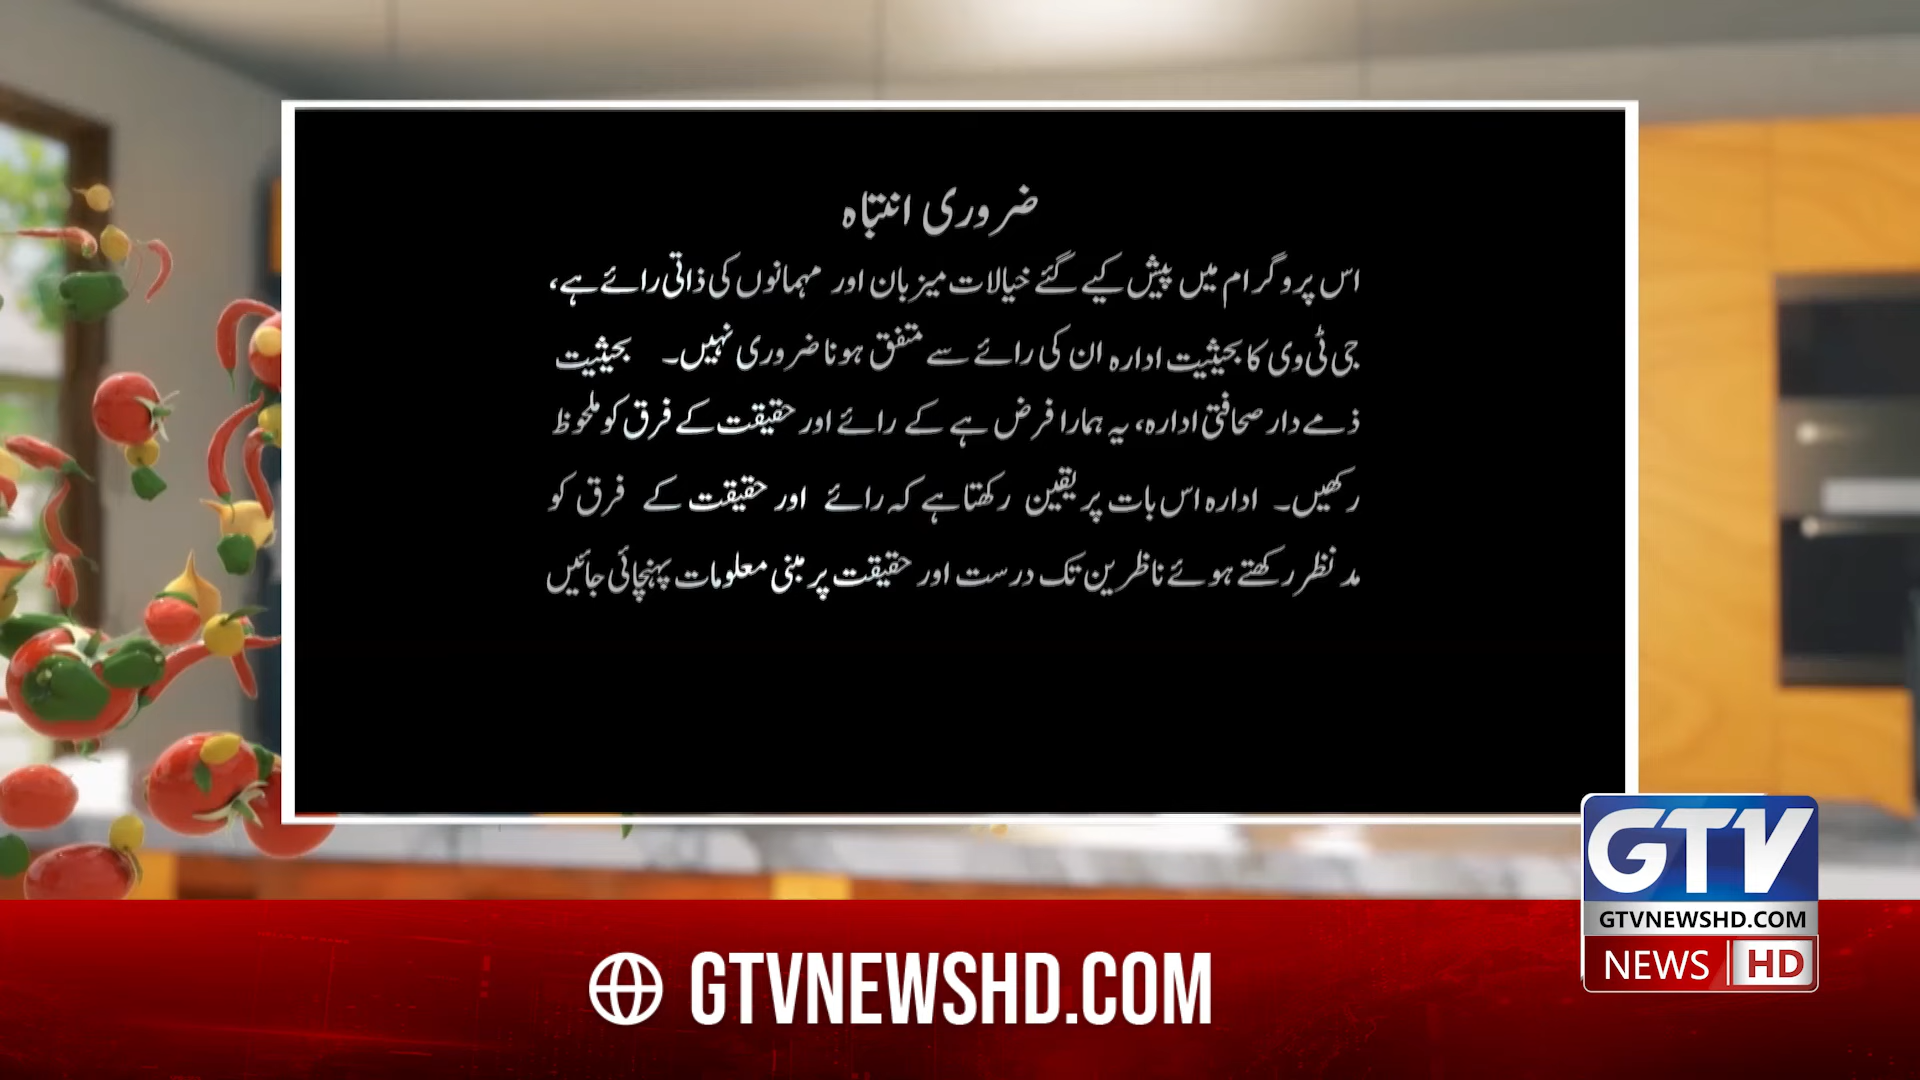 ضروری انتباہ
اس پروگرام میں پیش کیے گئے خیالات میزبان اور مہمانوں کی ذاتی رائے ہے،
جی ٹی وی کا بحیثیت ادارہ ان کی رائے سے متفق ہونا ضروری نہیں۔ بحیثیت
ذمے دار صحافتی ادارہ، یہ ہمارا فرض ہے کے رائے اور حقیقت کے فرق کو ملحوظ
رکھیں۔ ادارہ اس بات پر یقین رکھتا ہے کہ رائے اور حقیقت کے فرق کو
مد نظر رکھتے ہوئے ناظرین تک درست اور حقیقت پر مبنی معلومات پہنچائی جائیں
GTV
GTVNEWSHD.COM
NEWS HD
GTVNEWSHD.COM